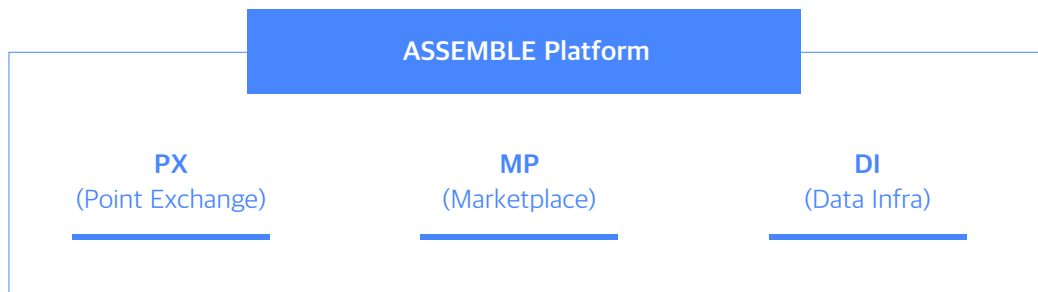 ASSEMBLE Platform
PX
(Point Exchange)
MP
(Marketplace)
DI
(Data Infra)